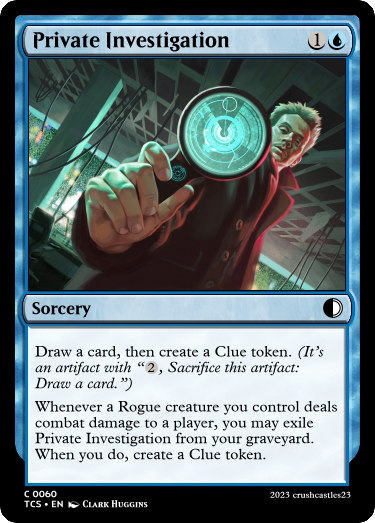 Private Investigation 1
Sorcery
Draw a card, then create a Clue token. (It's
an artifact with “2, Sacrifice this artifact:
Draw a card.”)
Whenever a Rogue creature you control deals
combat damage to a player, you may exile
Private Investigation from your graveyard.
When you do, create a Clue token.
C 0060
TCS • EN Clark Huggins
2023 crushcastles23